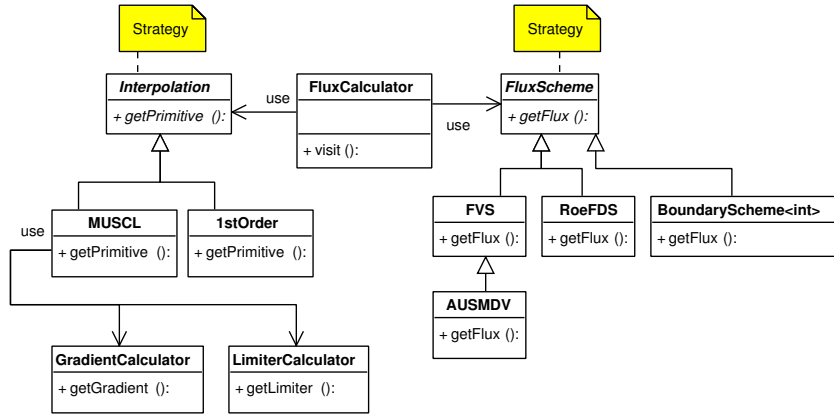 Strategy
Strategy
Interpolation
+ getPrimitive ():
use
FluxCalculator
+ visit ():
use
FluxScheme
+ getFlux ():
use
MUSCL
+ getPrimitive ():
1stOrder
+ getPrimitive ():
FVS
+ getFlux ():
RoeFDS
+ getFlux ():
BoundaryScheme<int>
+ getFlux ():
AUSMDV
+ getFlux ():
GradientCalculator
+ getGradient ():
LimiterCalculator
+ getLimiter ():